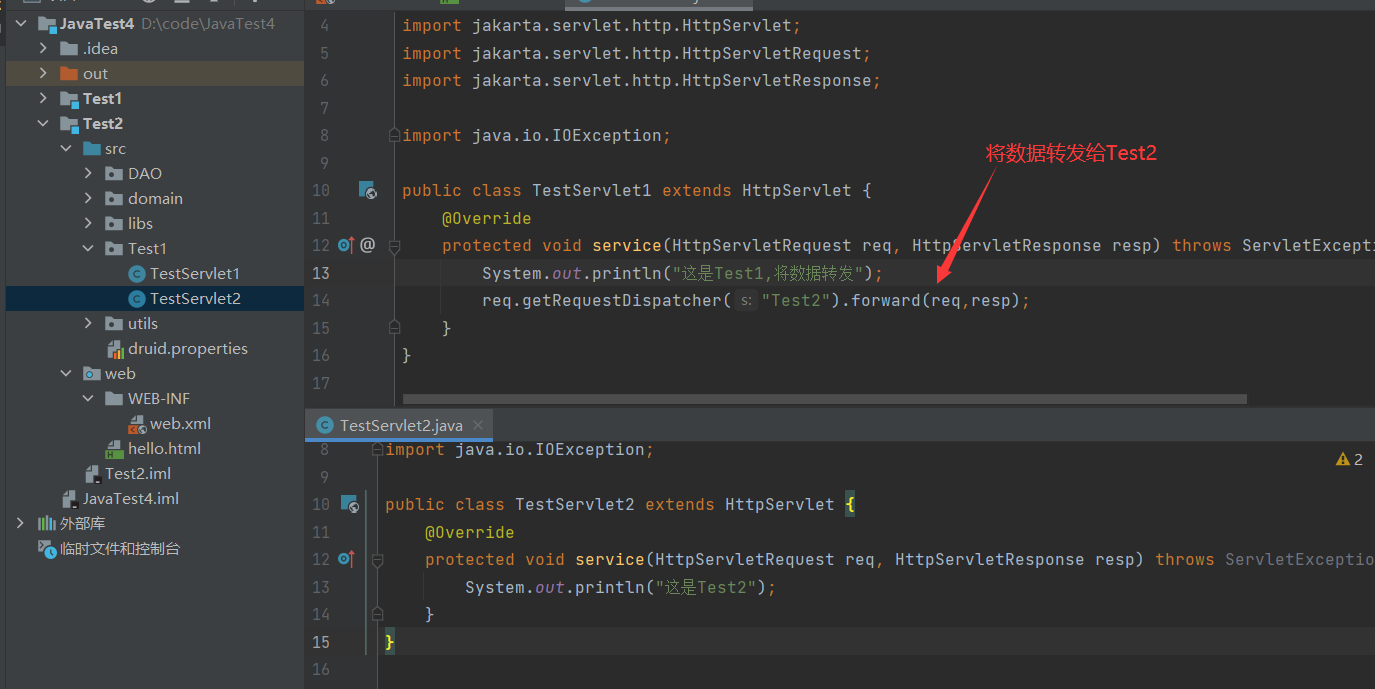 JavaTest4 D:\code\JavaTest4
.idea
out
Test1
Test2
src
DAO
domain
libs
Test1
TestServlet1
TestServlet2
utils
druid.properties
web
WEB-INF
web.xml
hello.html
Test2.iml
JavaTest4.iml
外部库
临时文件和控制台
4 import jakarta.servlet.http.HttpServlet;
5 import jakarta.servlet.http.HttpServletRequest;
6 import jakarta.servlet.http.HttpServletResponse;
7
8 import java.io.IOException;
9
将数据转发给Test2
10 public class TestServlet1 extends HttpServlet {
11 @Override
12 @ protected void service(HttpServletRequest req, HttpServletResponse resp) throws ServletExcepti
13 System.out.println("这是Test1,将数据转发");
14 req.getRequestDispatcher( s: "Test2").forward(req,resp);
15 }
16 }
17
TestServlet2.java
8 import java.io.IOException;
2
9
10 public class TestServlet2 extends HttpServlet {
11 @Override
12 protected void service(HttpServletRequest req, HttpServletResponse resp) throws ServletExceptio
13 System.out.println("这是Test2");
14 }
15 }
16